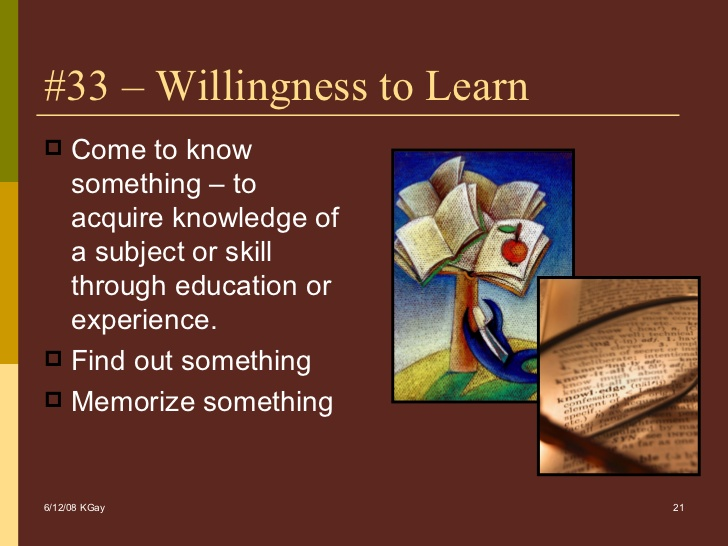 #33 – Willingness to Learn
Come to know
something – to
acquire knowledge of
a subject or skill
through education or
experience.
Find out something
Memorize something
knowledge
6/12/08 KGay
21